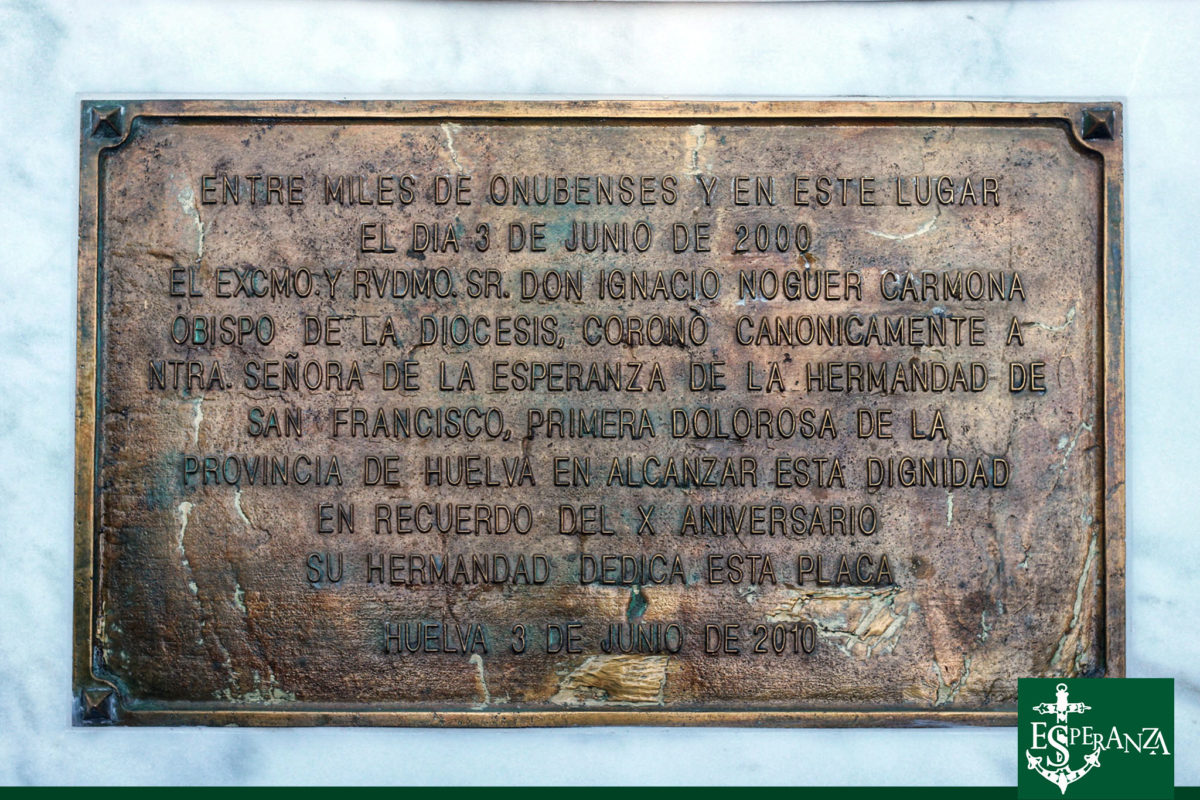 ENTRE MILES DE ONUBENSES Y EN ESTE LUGAR
EL DIA 3 DE JUNIO DE 2000
EL EXCMO. Y RVDMO. SR. DON IGNACIO NOGUER CARMONA
OBISPO DE LA DIOCESIS, CORONÓ CANONICAMENTE A
NTRA. SEÑORA DE LA ESPERANZA DE LA HERMANDAD DE
SAN FRANCISCO, PRIMERA DOLOROSA DE LA
PROVINCIA DE HUELVA EN ALCANZAR ESTA DIGNIDAD
EN RECUERDO DEL X ANIVERSARIO
SU HERMANDAD DEDICA ESTA PLACA
HUELVA 3 DE JUNIO DE 2010
ESPERANZA